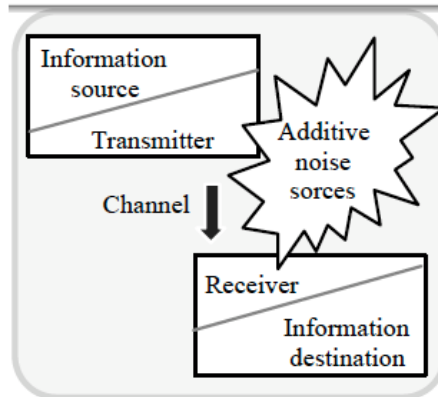 Information
source
Transmitter
Additive
noise
sorces
Channel
Receiver
Information
destination